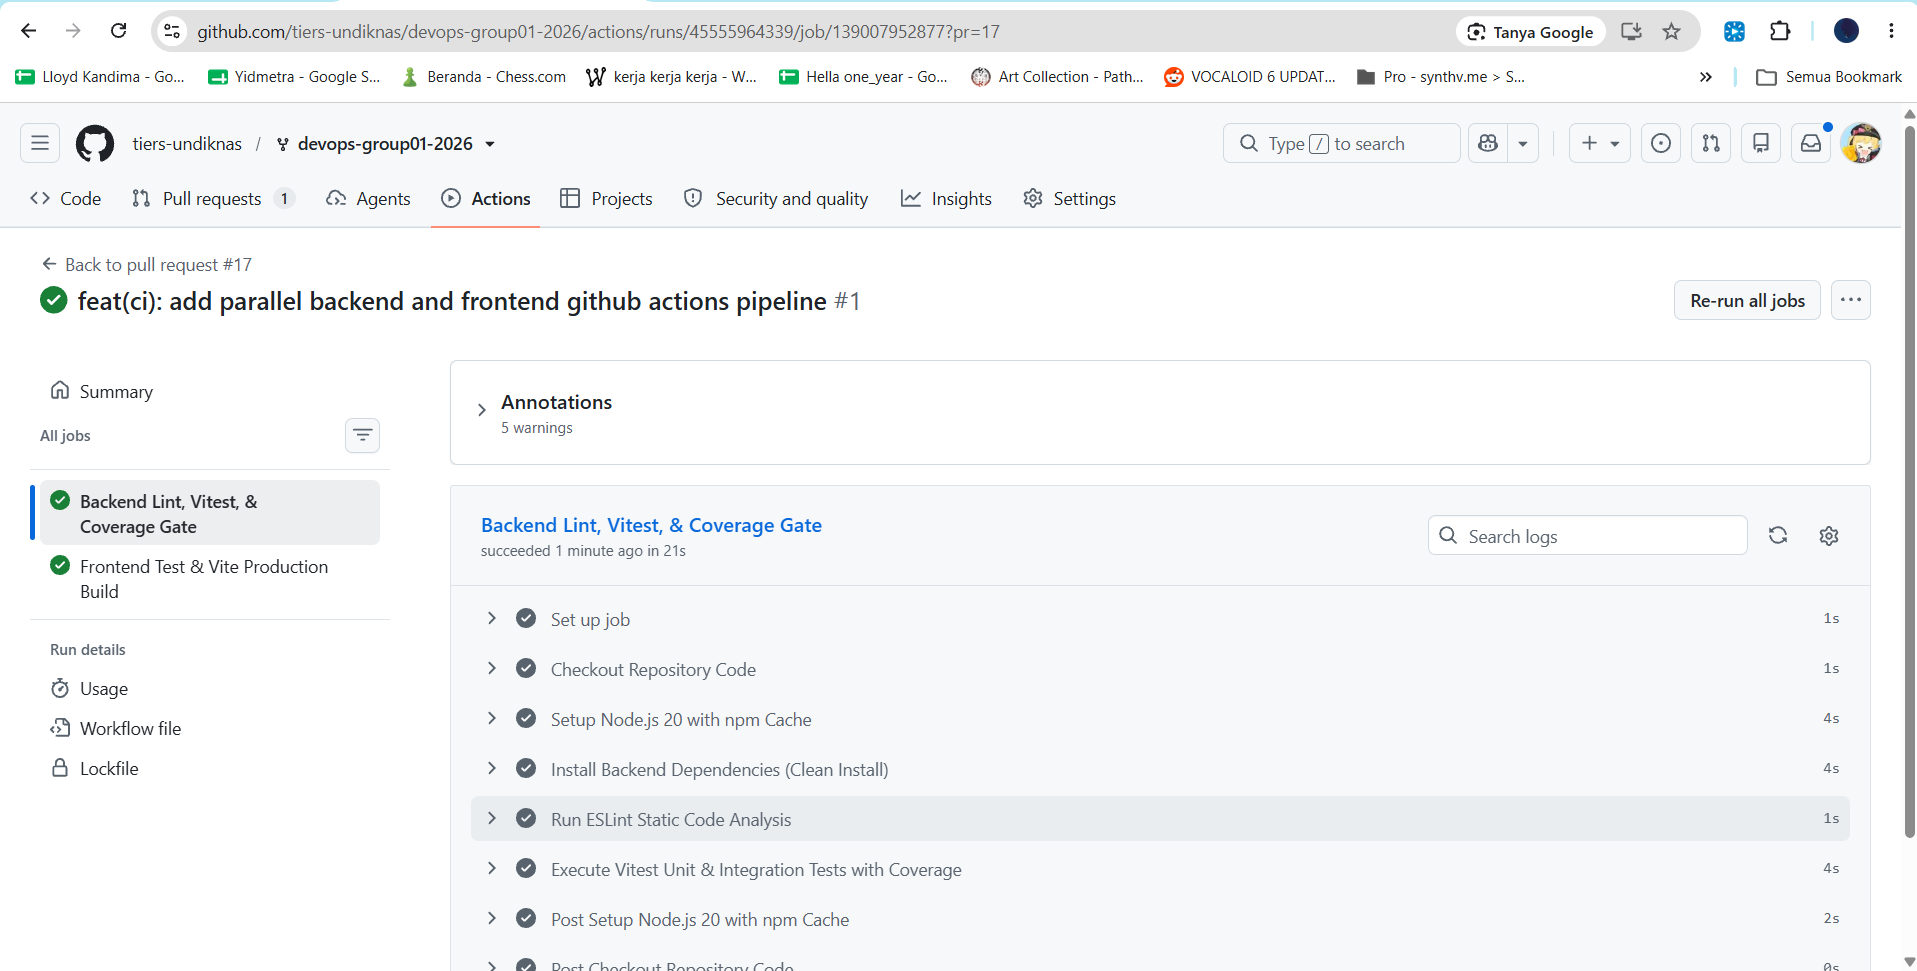 github.com/tiers-undiknas/devops-group01-2026/actions/runs/45555964339/job/139007952877?pr=17
Tanya Google
Lloyd Kandima - Go...
Yidmetra - Google S...
Beranda - Chess.com
kerja kerja kerja - W...
Hella one_year - Go...
Art Collection - Path...
VOCALOID 6 UPDAT...
Pro - synthv.me > S...
»
Semua Bookmark
tiers-undiknas / devops-group01-2026
Type / to search
Code
Pull requests 1
Agents
Actions
Projects
Security and quality
Insights
Settings
Back to pull request #17
feat(ci): add parallel backend and frontend github actions pipeline #1
Re-run all jobs
Summary
All jobs
Backend Lint, Vitest, &
Coverage Gate
Frontend Test & Vite Production
Build
Run details
Usage
Workflow file
Lockfile
Annotations
5 warnings
Backend Lint, Vitest, & Coverage Gate
succeeded 1 minute ago in 21s
Search logs
Set up job 1s
Checkout Repository Code 1s
Setup Node.js 20 with npm Cache 4s
Install Backend Dependencies (Clean Install) 4s
Run ESLint Static Code Analysis 1s
Execute Vitest Unit & Integration Tests with Coverage 4s
Post Setup Node.js 20 with npm Cache 2s
Post Checkout Repository Code 0s